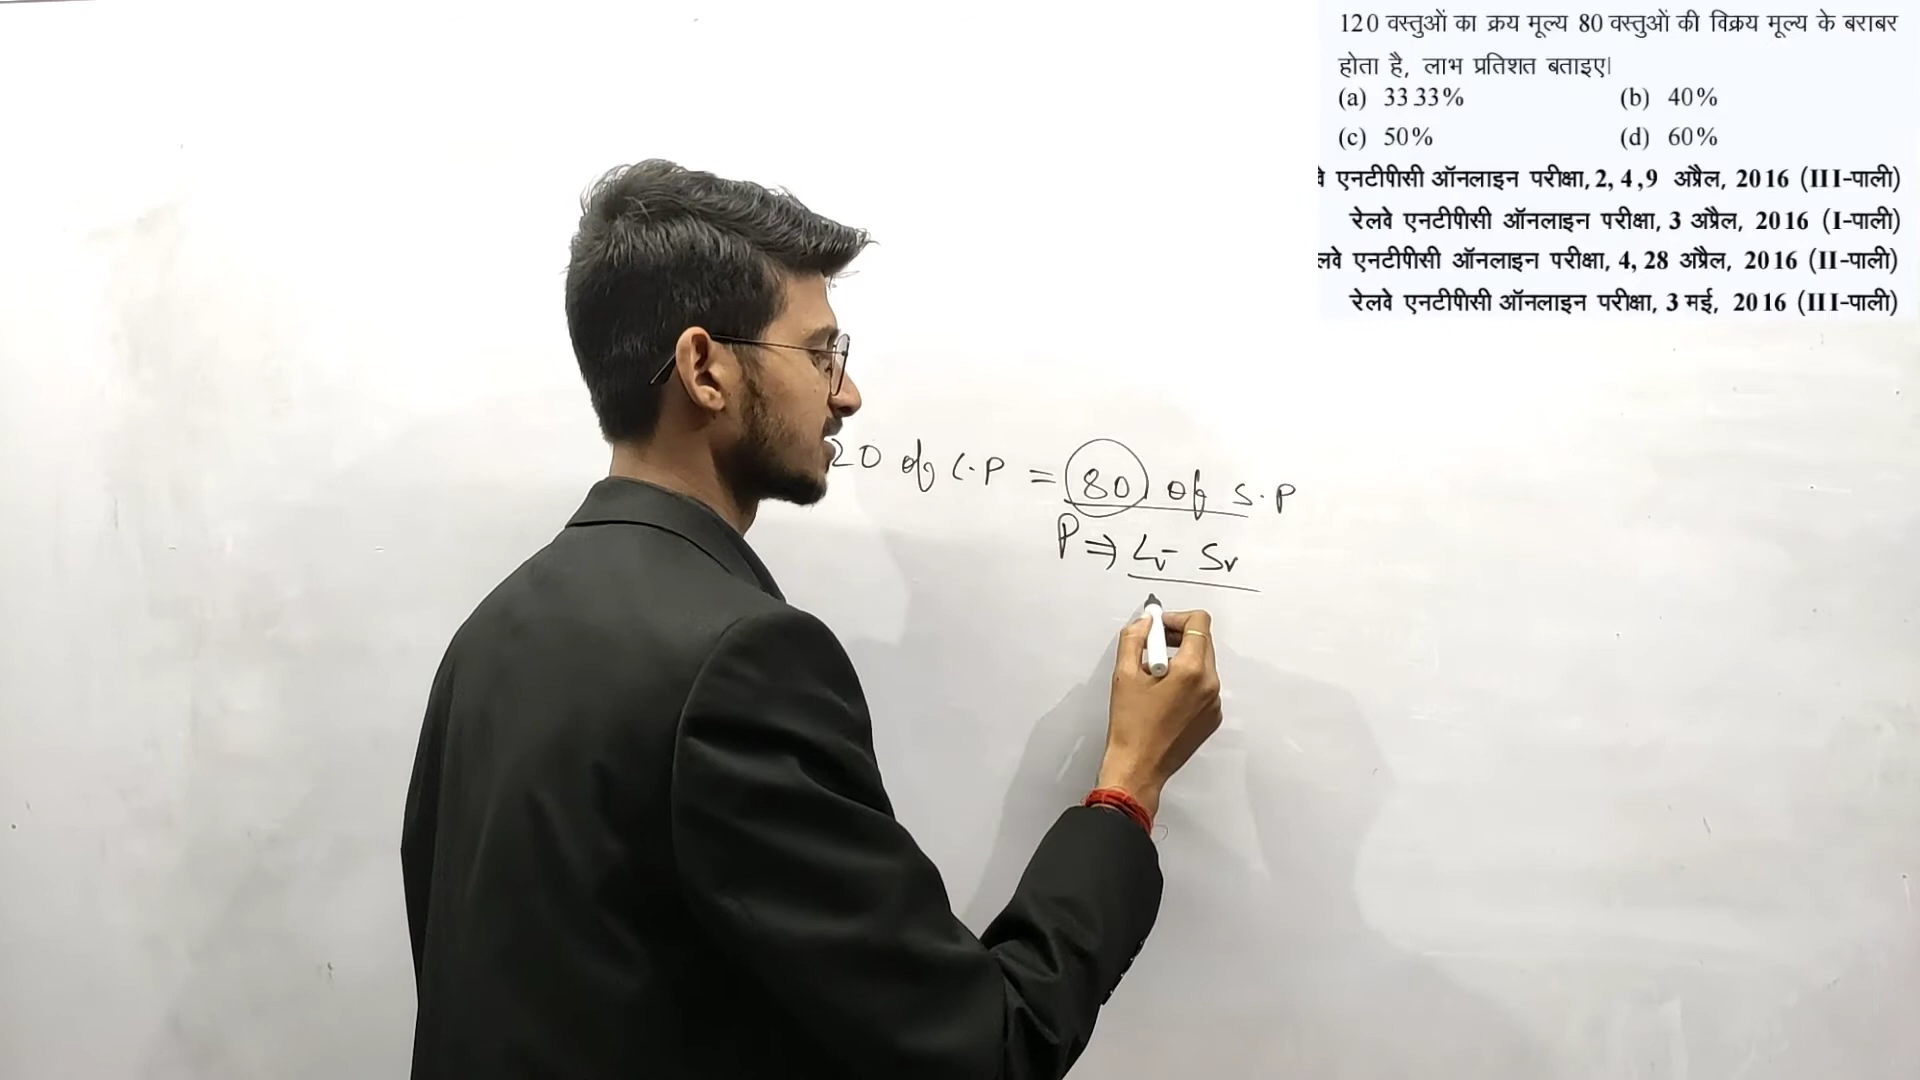 120 वस्तुओं का क्रय मूल्य 80 वस्तुओं की विक्रय मूल्य के बराबर
होता है, लाभ प्रतिशत बताइए।
(a) 33 33% (b) 40%
(c) 50% (d) 60%
वे एनटीपीसी ऑनलाइन परीक्षा, 2, 4,9 अप्रैल, 2016 (III-पाली)
रेलवे एनटीपीसी ऑनलाइन परीक्षा, 3 अप्रैल, 2016 (I-पाली)
लवे एनटीपीसी ऑनलाइन परीक्षा, 4, 28 अप्रैल, 2016 (II-पाली)
रेलवे एनटीपीसी ऑनलाइन परीक्षा, 3 मई, 2016 (III-पाली)
20 of C.P = 80 of S.P
P ⇒ Lv - Sv